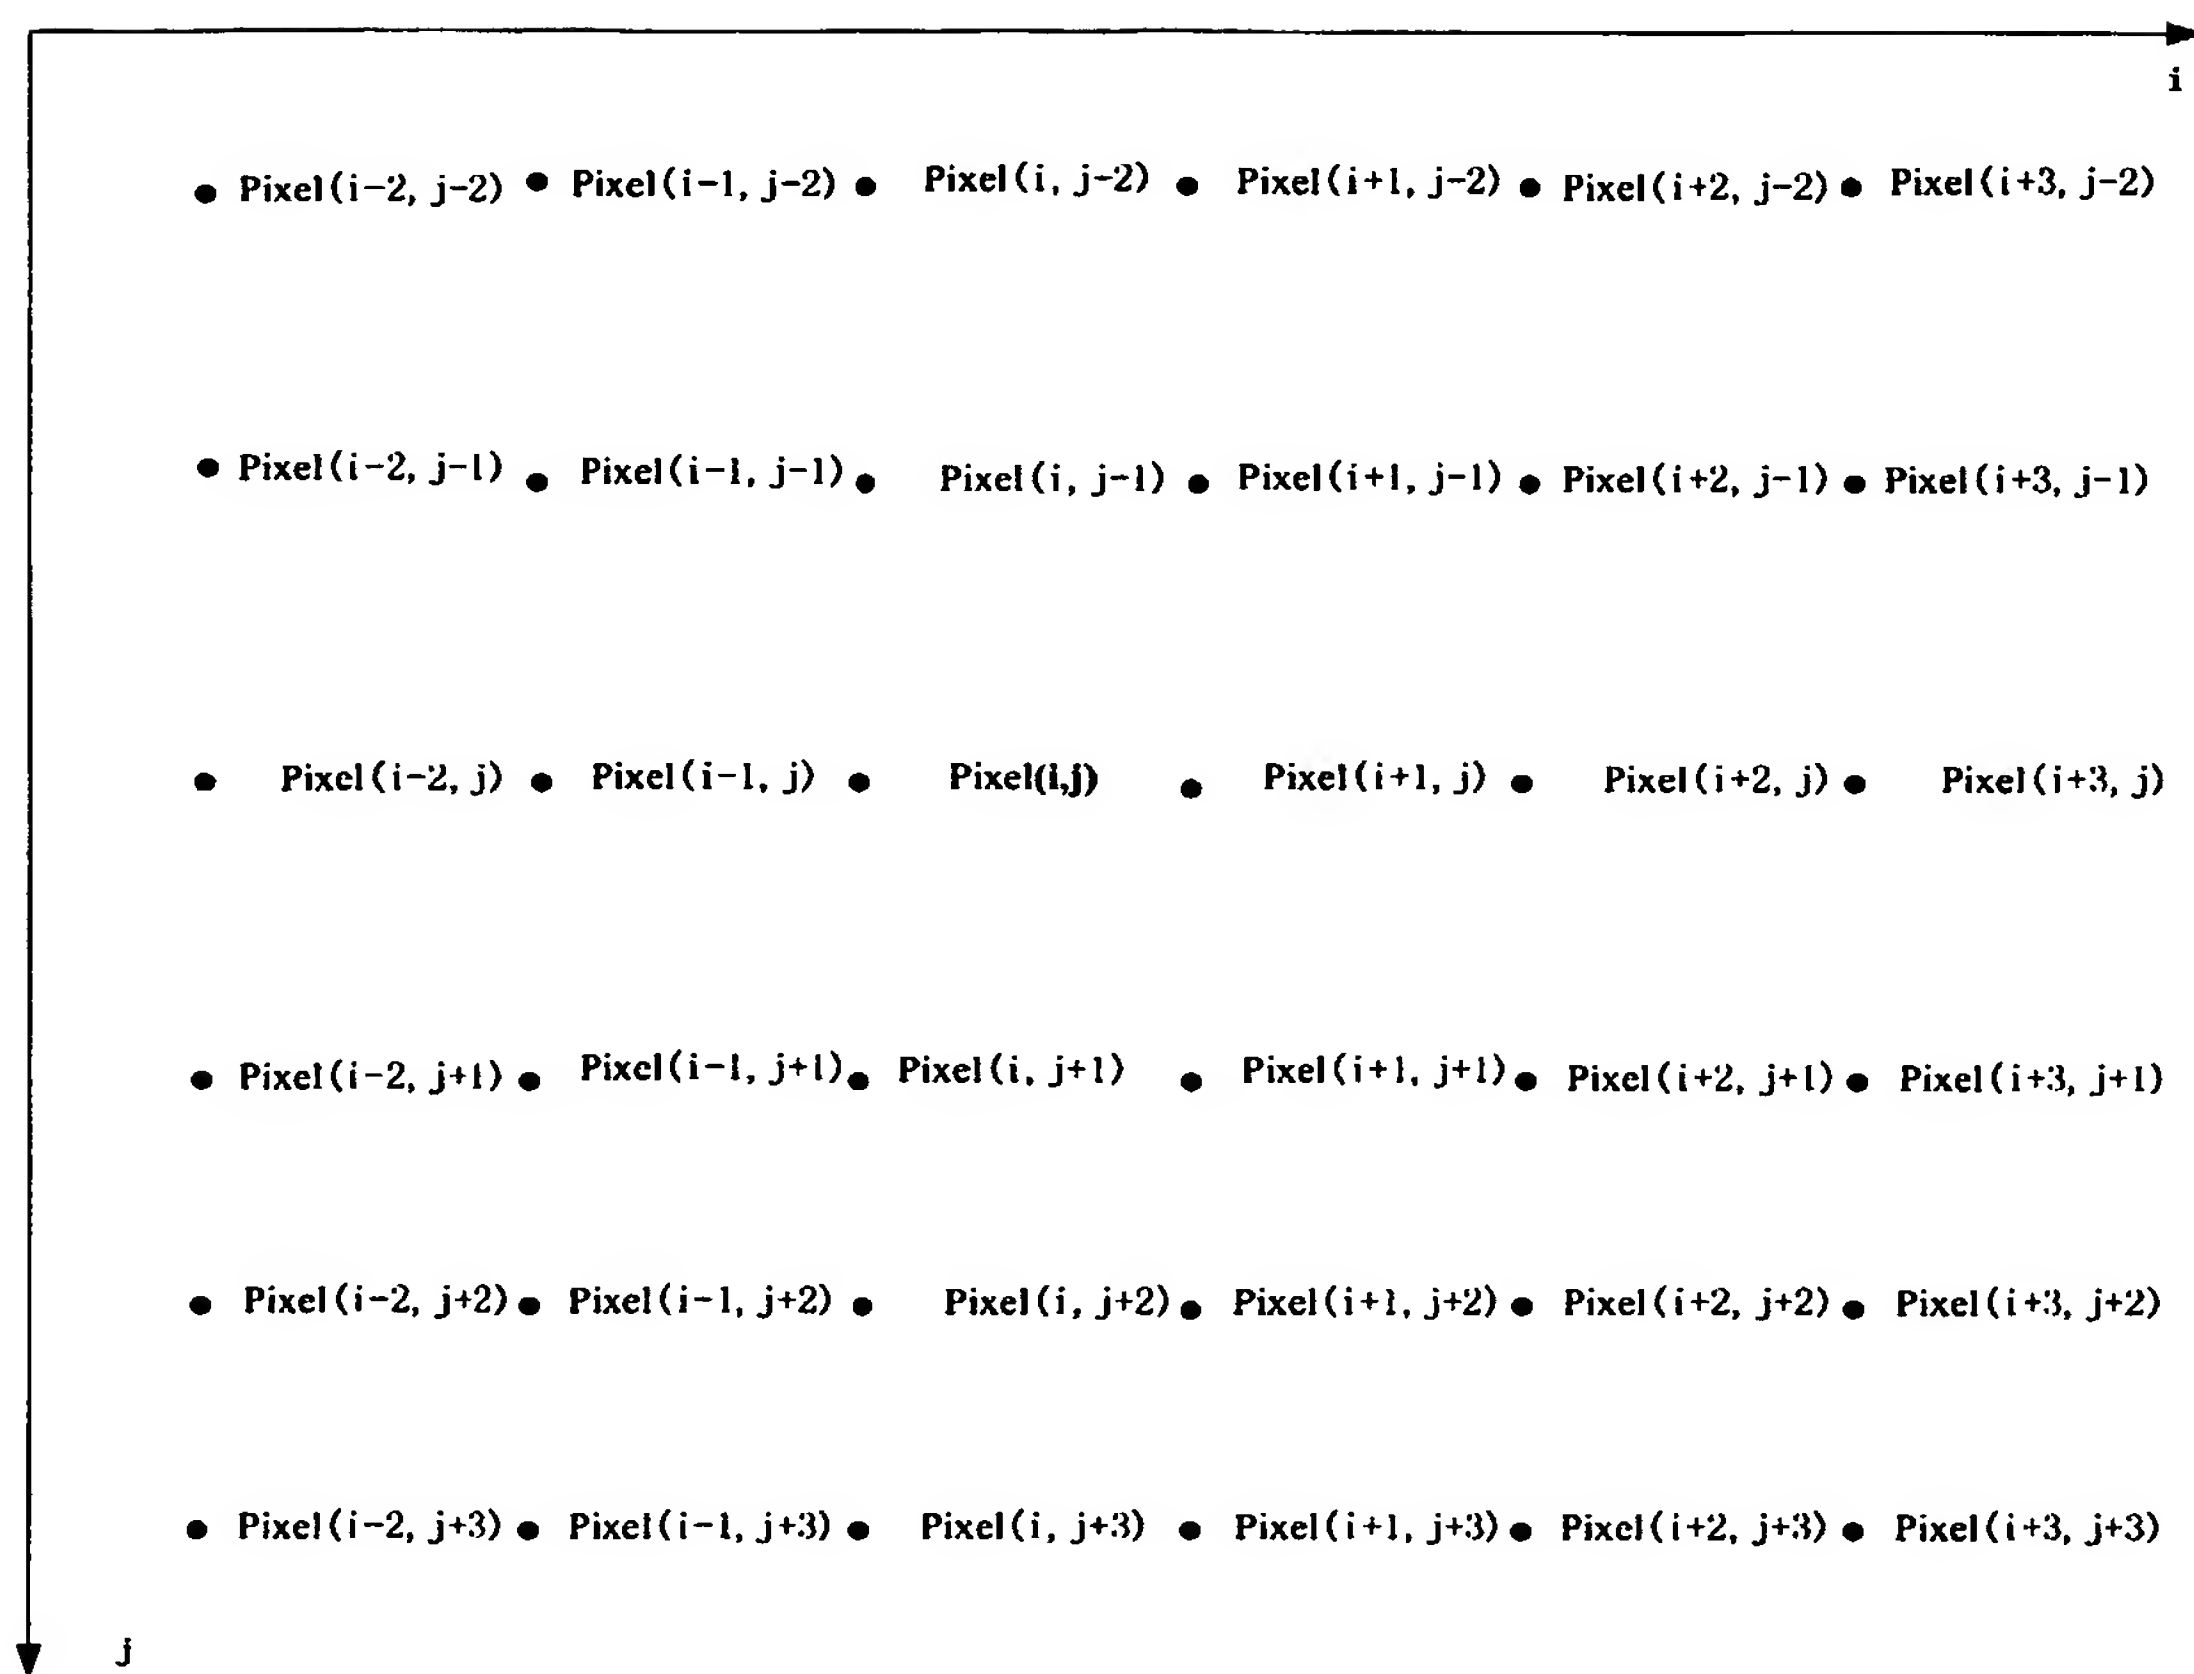 i
Pixel(i-2, j-2) Pixel(i-1, j-2) Pixel(i, j-2) Pixel(i+1, j-2) Pixel(i+2, j-2) Pixel(i+3, j-2)
Pixel(i-2, j-1) Pixel(i-1, j-1) Pixel(i, j-1) Pixel(i+1, j-1) Pixel(i+2, j-1) Pixel(i+3, j-1)
Pixel(i-2, j) Pixel(i-1, j) Pixel(i,j) Pixel(i+1, j) Pixel(i+2, j) Pixel(i+3, j)
Pixel(i-2, j+1) Pixel(i-1, j+1) Pixel(i, j+1) Pixel(i+1, j+1) Pixel(i+2, j+1) Pixel(i+3, j+1)
Pixel(i-2, j+2) Pixel(i-1, j+2) Pixel(i, j+2) Pixel(i+1, j+2) Pixel(i+2, j+2) Pixel(i+3, j+2)
Pixel(i-2, j+3) Pixel(i-1, j+3) Pixel(i, j+3) Pixel(i+1, j+3) Pixel(i+2, j+3) Pixel(i+3, j+3)
j